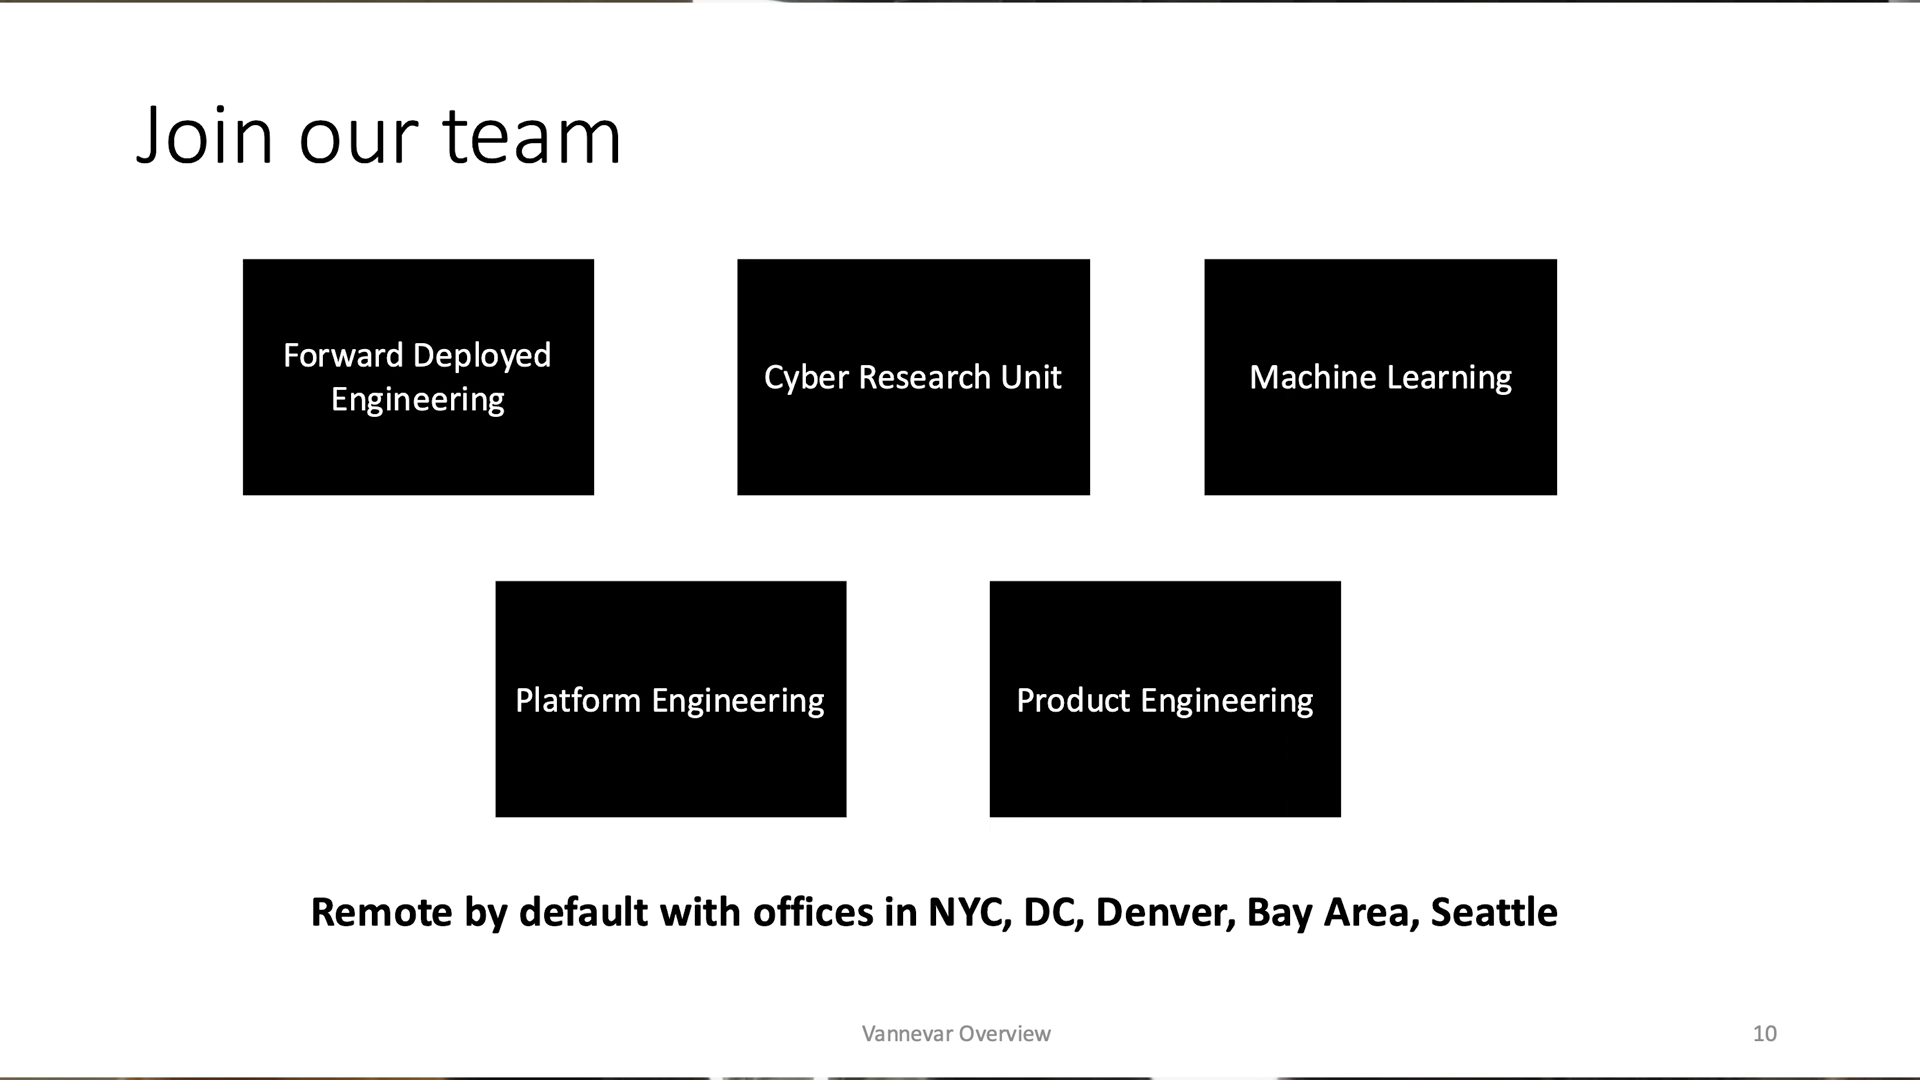 Join our team
Forward Deployed
Engineering
Cyber Research Unit
Machine Learning
Platform Engineering
Product Engineering
Remote by default with offices in NYC, DC, Denver, Bay Area, Seattle
Vannevar Overview
10